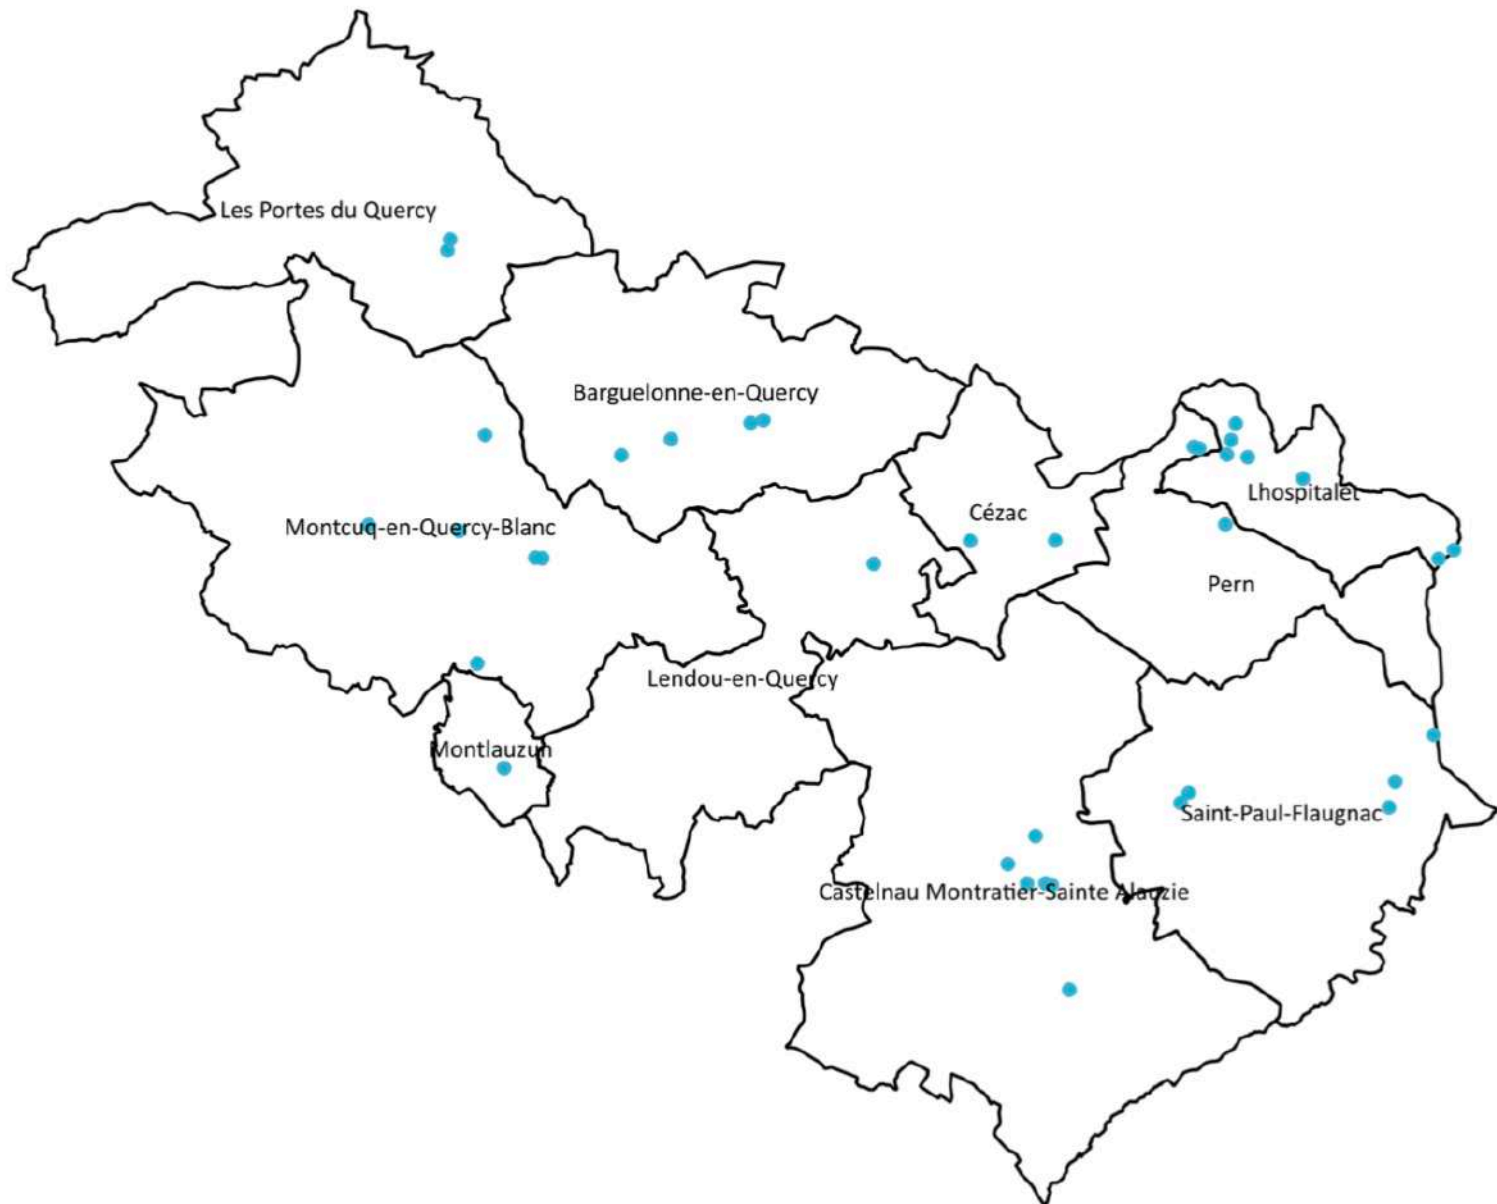 Les Portes du Quercy
Barguelonne-en-Quercy
Lhospitalet
Cézac
Montcuq-en-Quercy-Blanc
Pern
Lendou-en-Quercy
Montlauzun
Saint-Paul-Flaugnac
Castelnau Montratier-Sainte Alauzie